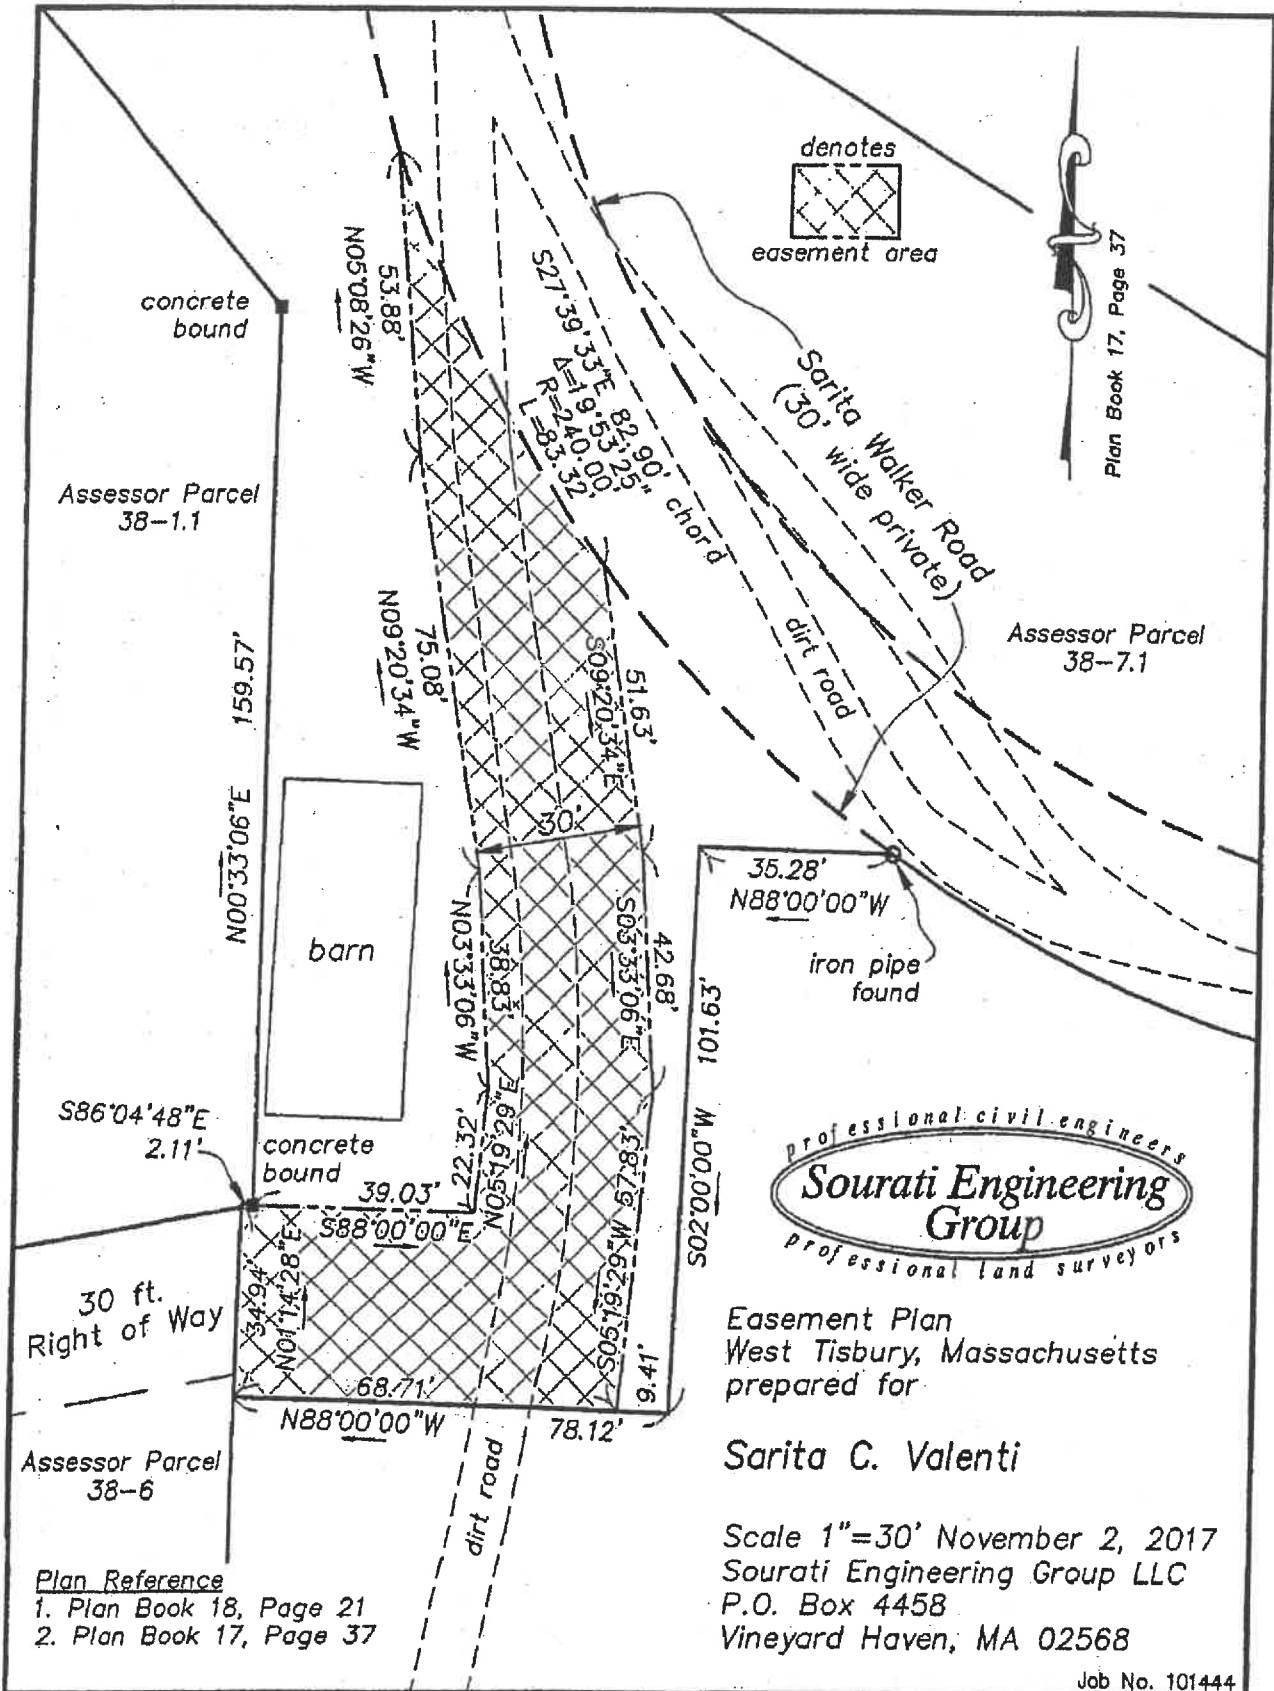 denotes
easement area
Plan Book 17, Page 37
concrete
bound
N05°08'26"W
53.88'
S27°39'33"E 82.90' chord
Δ=19°53'25"
R=240.00'
L=83.32'
Sarita Walker Road
(30' wide private)
Assessor Parcel
38-1.1
N00°33'06"E 159.57'
N09°20'34"W
75.08'
51.63'
S09°20'34"E
dirt road
Assessor Parcel
38-7.1
30'
barn
35.28'
N88°00'00"W
iron pipe
found
N03°33'06"W
38.83'
S03°33'06"E
42.68'
S02°00'00"W 101.63'
S86°04'48"E
2.11'
concrete
bound
39.03'
S88°00'00"E
22.32'
N05°19'29"E
S05°19'29"W 57.83'
34.94'
N01°14'28"E
30 ft.
Right of Way
68.71'
N88°00'00"W
78.12'
9.41'
Assessor Parcel
38-6
dirt road
professional civil engineers
Sourati Engineering
Group
professional land surveyors
Easement Plan
West Tisbury, Massachusetts
prepared for
Sarita C. Valenti
Scale 1"=30' November 2, 2017
Sourati Engineering Group LLC
P.O. Box 4458
Vineyard Haven, MA 02568
Plan Reference
1. Plan Book 18, Page 21
2. Plan Book 17, Page 37
Job No. 101444